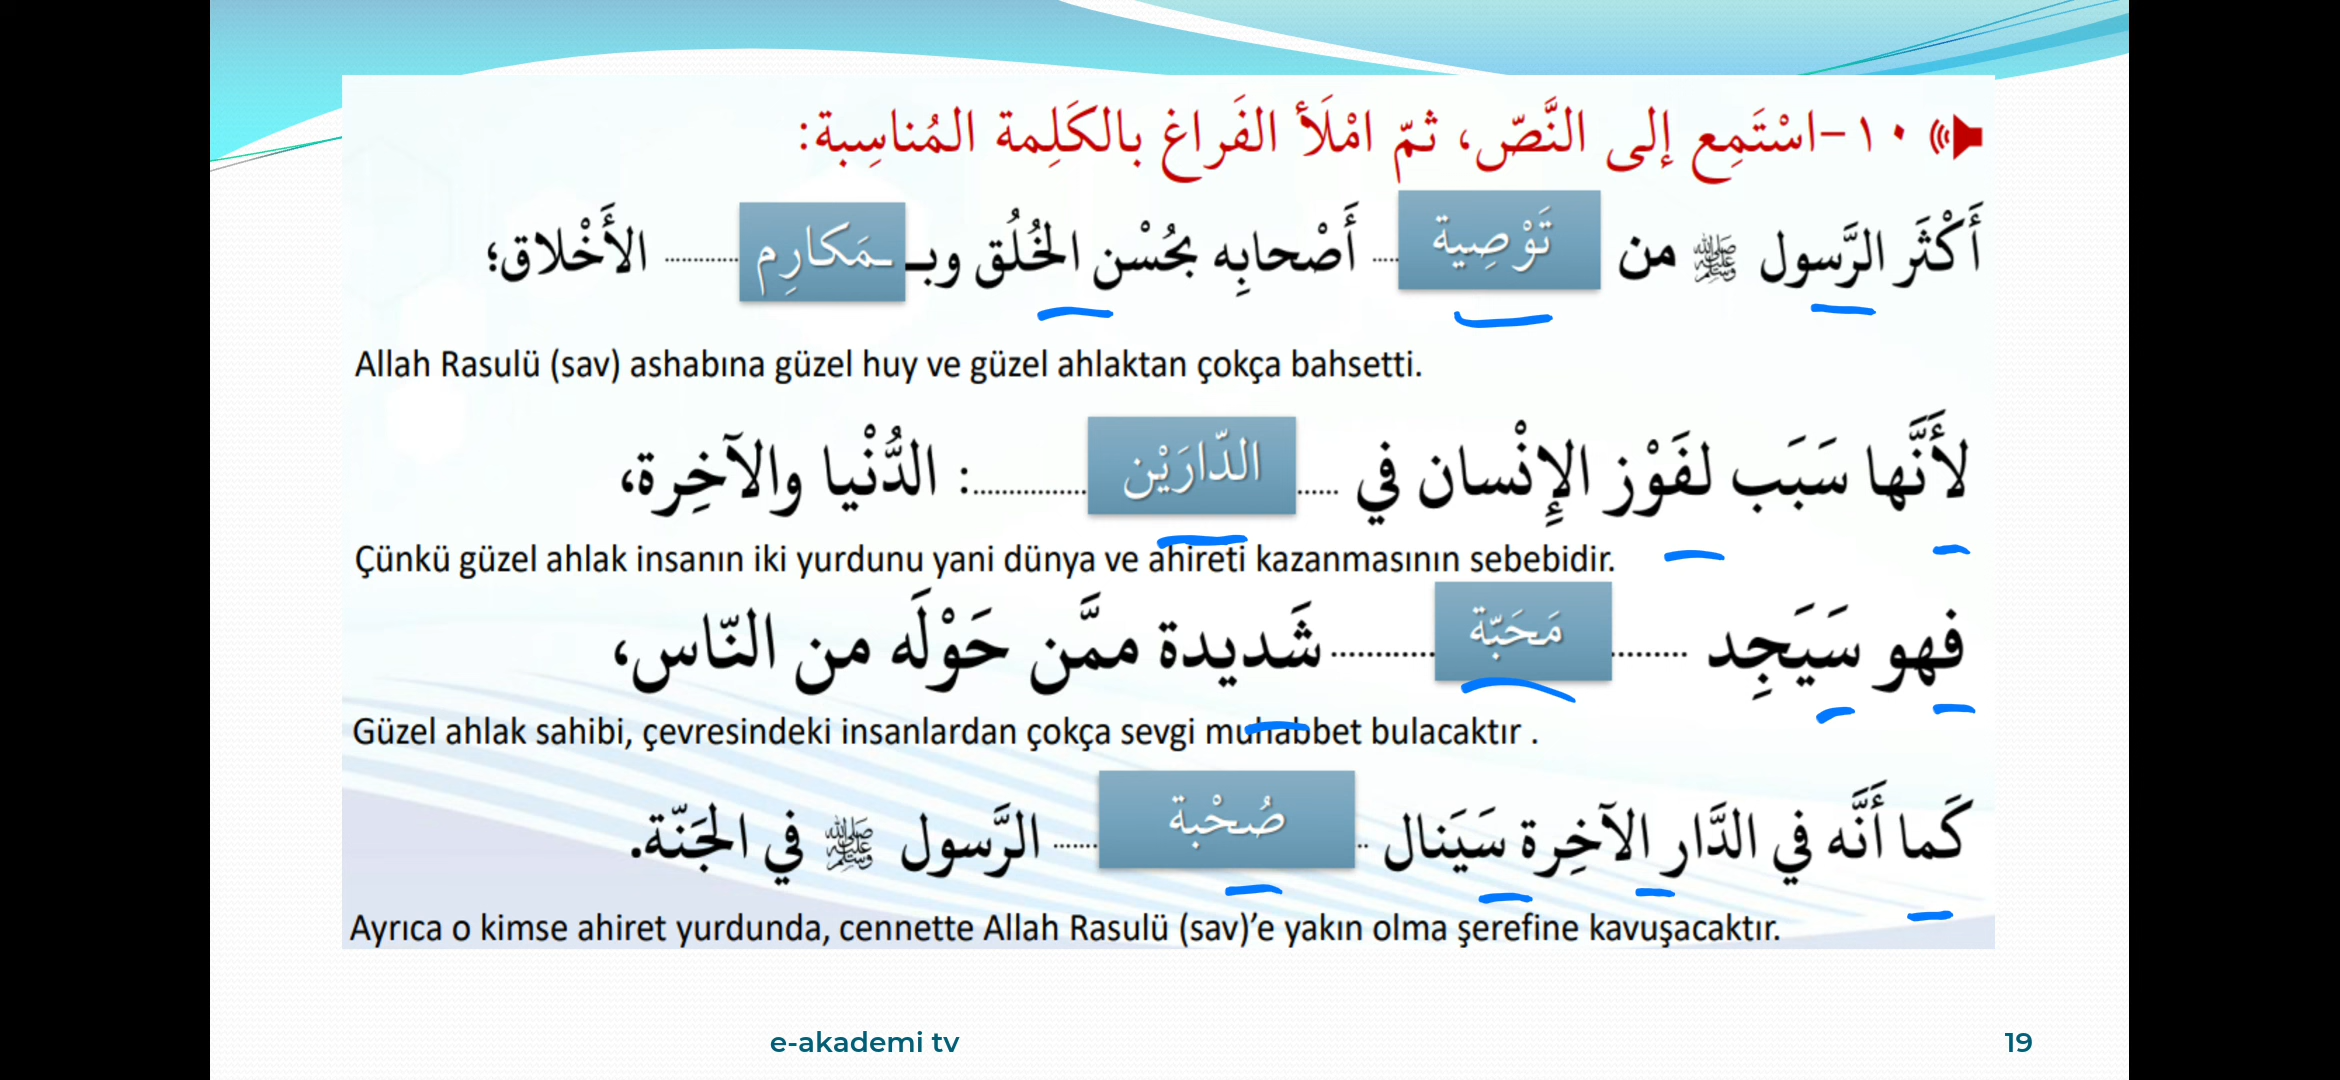 ١٠–اسْتَمِع إلى النَّصّ، ثمّ امْلَأ الفَراغ بالكَلِمة المُناسِبة:
أَكْثَر الرَّسول ﷺ من تَوْصِية أَصْحابِه بحُسْن الخُلُق وبـ ـمَكارِم الأَخْلاق؛
Allah Rasulü (sav) ashabına güzel huy ve güzel ahlaktan çokça bahsetti.
لأَنَّها سَبَب لفَوْز الإِنْسان في الدّارَيْن: الدُّنْيا والآخِرة،
Çünkü güzel ahlak insanın iki yurdunu yani dünya ve ahireti kazanmasının sebebidir.
فهو سَيَجِد مَحَبّة شَديدة ممَّن حَوْلَه من النّاس،
Güzel ahlak sahibi, çevresindeki insanlardan çokça sevgi muhabbet bulacaktır .
كَما أَنَّه في الدَّار الآخِرة سَيَنال صُحْبة الرَّسول ﷺ في الجَنّة.
Ayrıca o kimse ahiret yurdunda, cennette Allah Rasulü (sav)’e yakın olma şerefine kavuşacaktır.
e-akademi tv
19